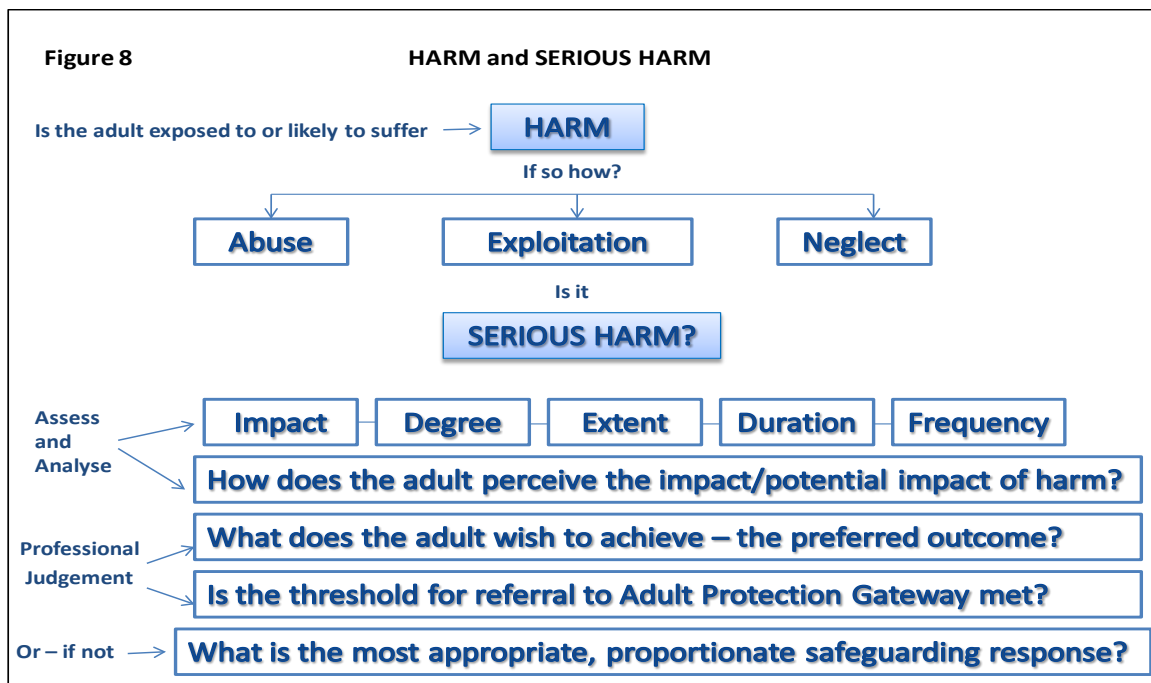 Figure 8
HARM and SERIOUS HARM
Is the adult exposed to or likely to suffer
HARM
If so how?
Abuse
Exploitation
Neglect
Is it
SERIOUS HARM?
Assess
and
Analyse
Impact
Degree
Extent
Duration
Frequency
How does the adult perceive the impact/potential impact of harm?
Professional
Judgement
What does the adult wish to achieve – the preferred outcome?
Is the threshold for referral to Adult Protection Gateway met?
Or – if not
What is the most appropriate, proportionate safeguarding response?